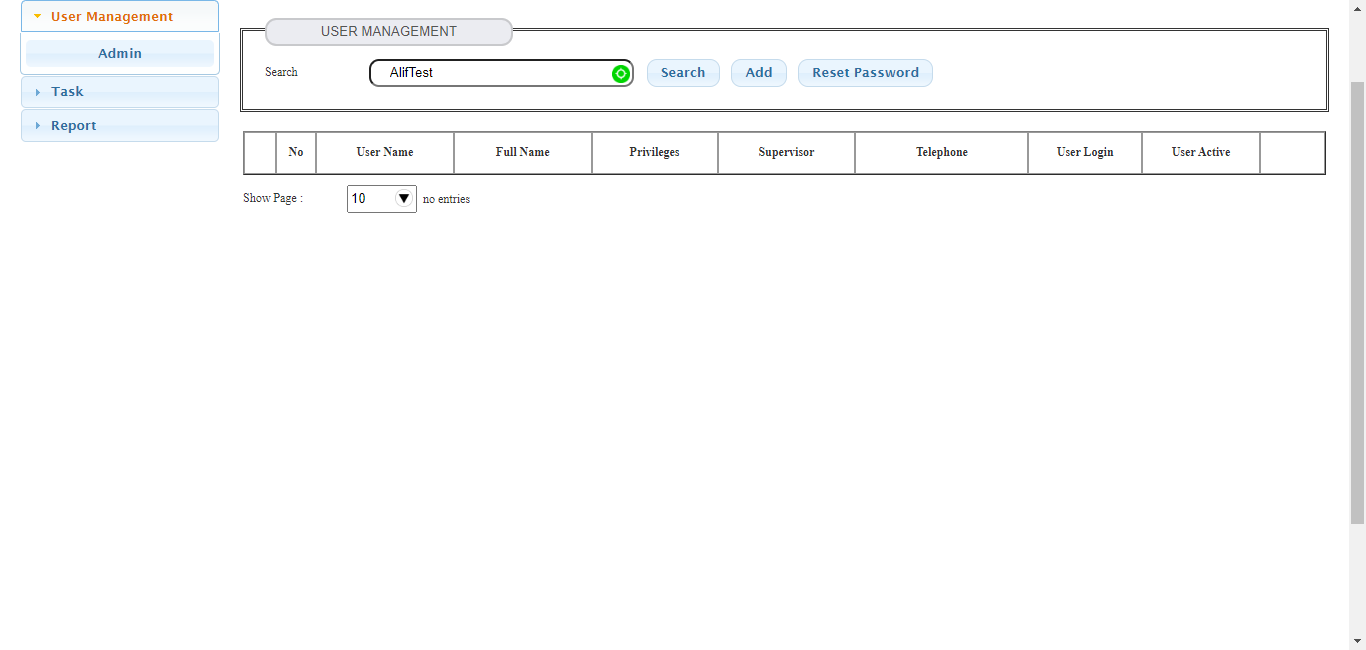 User Management
Admin
Task
Report
USER MANAGEMENT
Search AlifTest Search Add Reset Password
No User Name Full Name Privileges Supervisor Telephone User Login User Active
Show Page : 10 no entries